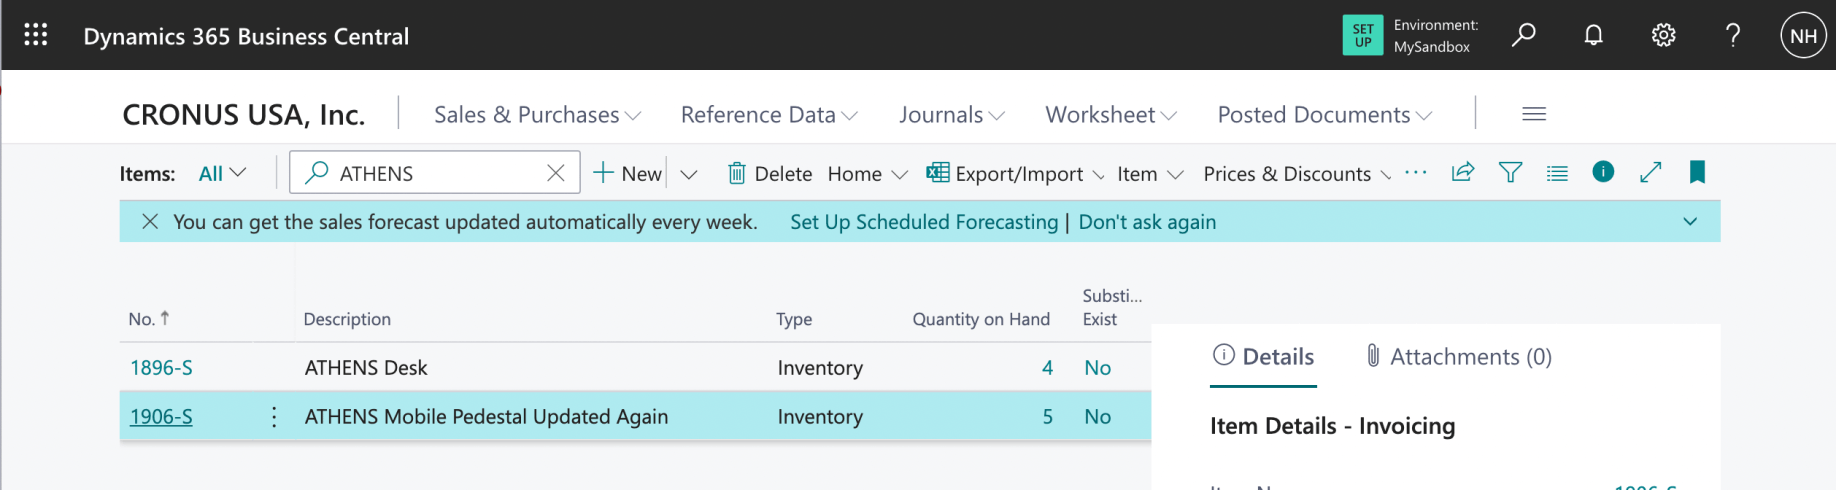 Dynamics 365 Business Central
SET UP
Environment:
MySandbox
?
NH
CRONUS USA, Inc.
Sales & Purchases
Reference Data
Journals
Worksheet
Posted Documents
Items:
All
ATHENS
New
Delete
Home
Export/Import
Item
Prices & Discounts
You can get the sales forecast updated automatically every week. Set Up Scheduled Forecasting | Don't ask again
No. ↑
Description
Type
Quantity on Hand
Substi...
Exist
1896-S ATHENS Desk Inventory 4 No
1906-S ATHENS Mobile Pedestal Updated Again Inventory 5 No
Details
Attachments (0)
Item Details - Invoicing